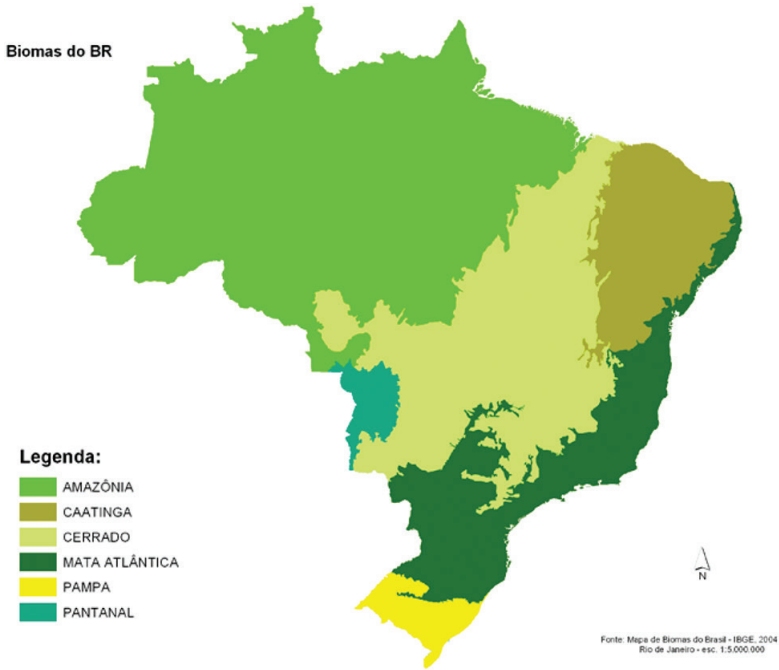 Biomas do BR
Legenda:
AMAZÔNIA
CAATINGA
CERRADO
MATA ATLÂNTICA
PAMPA
PANTANAL
N
Fonte: Mapa de Biomas do Brasil - IBGE, 2004
Rio de Janeiro - esc. 1:5.000.000